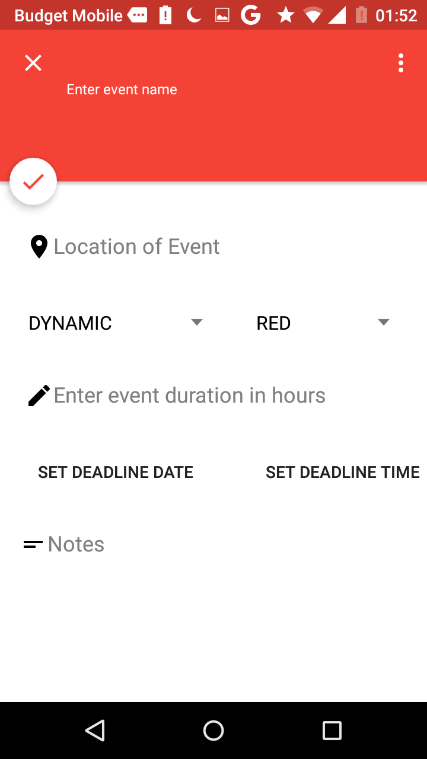 Budget Mobile 01:52
Enter event name
Location of Event
DYNAMIC RED
Enter event duration in hours
SET DEADLINE DATE SET DEADLINE TIME
Notes